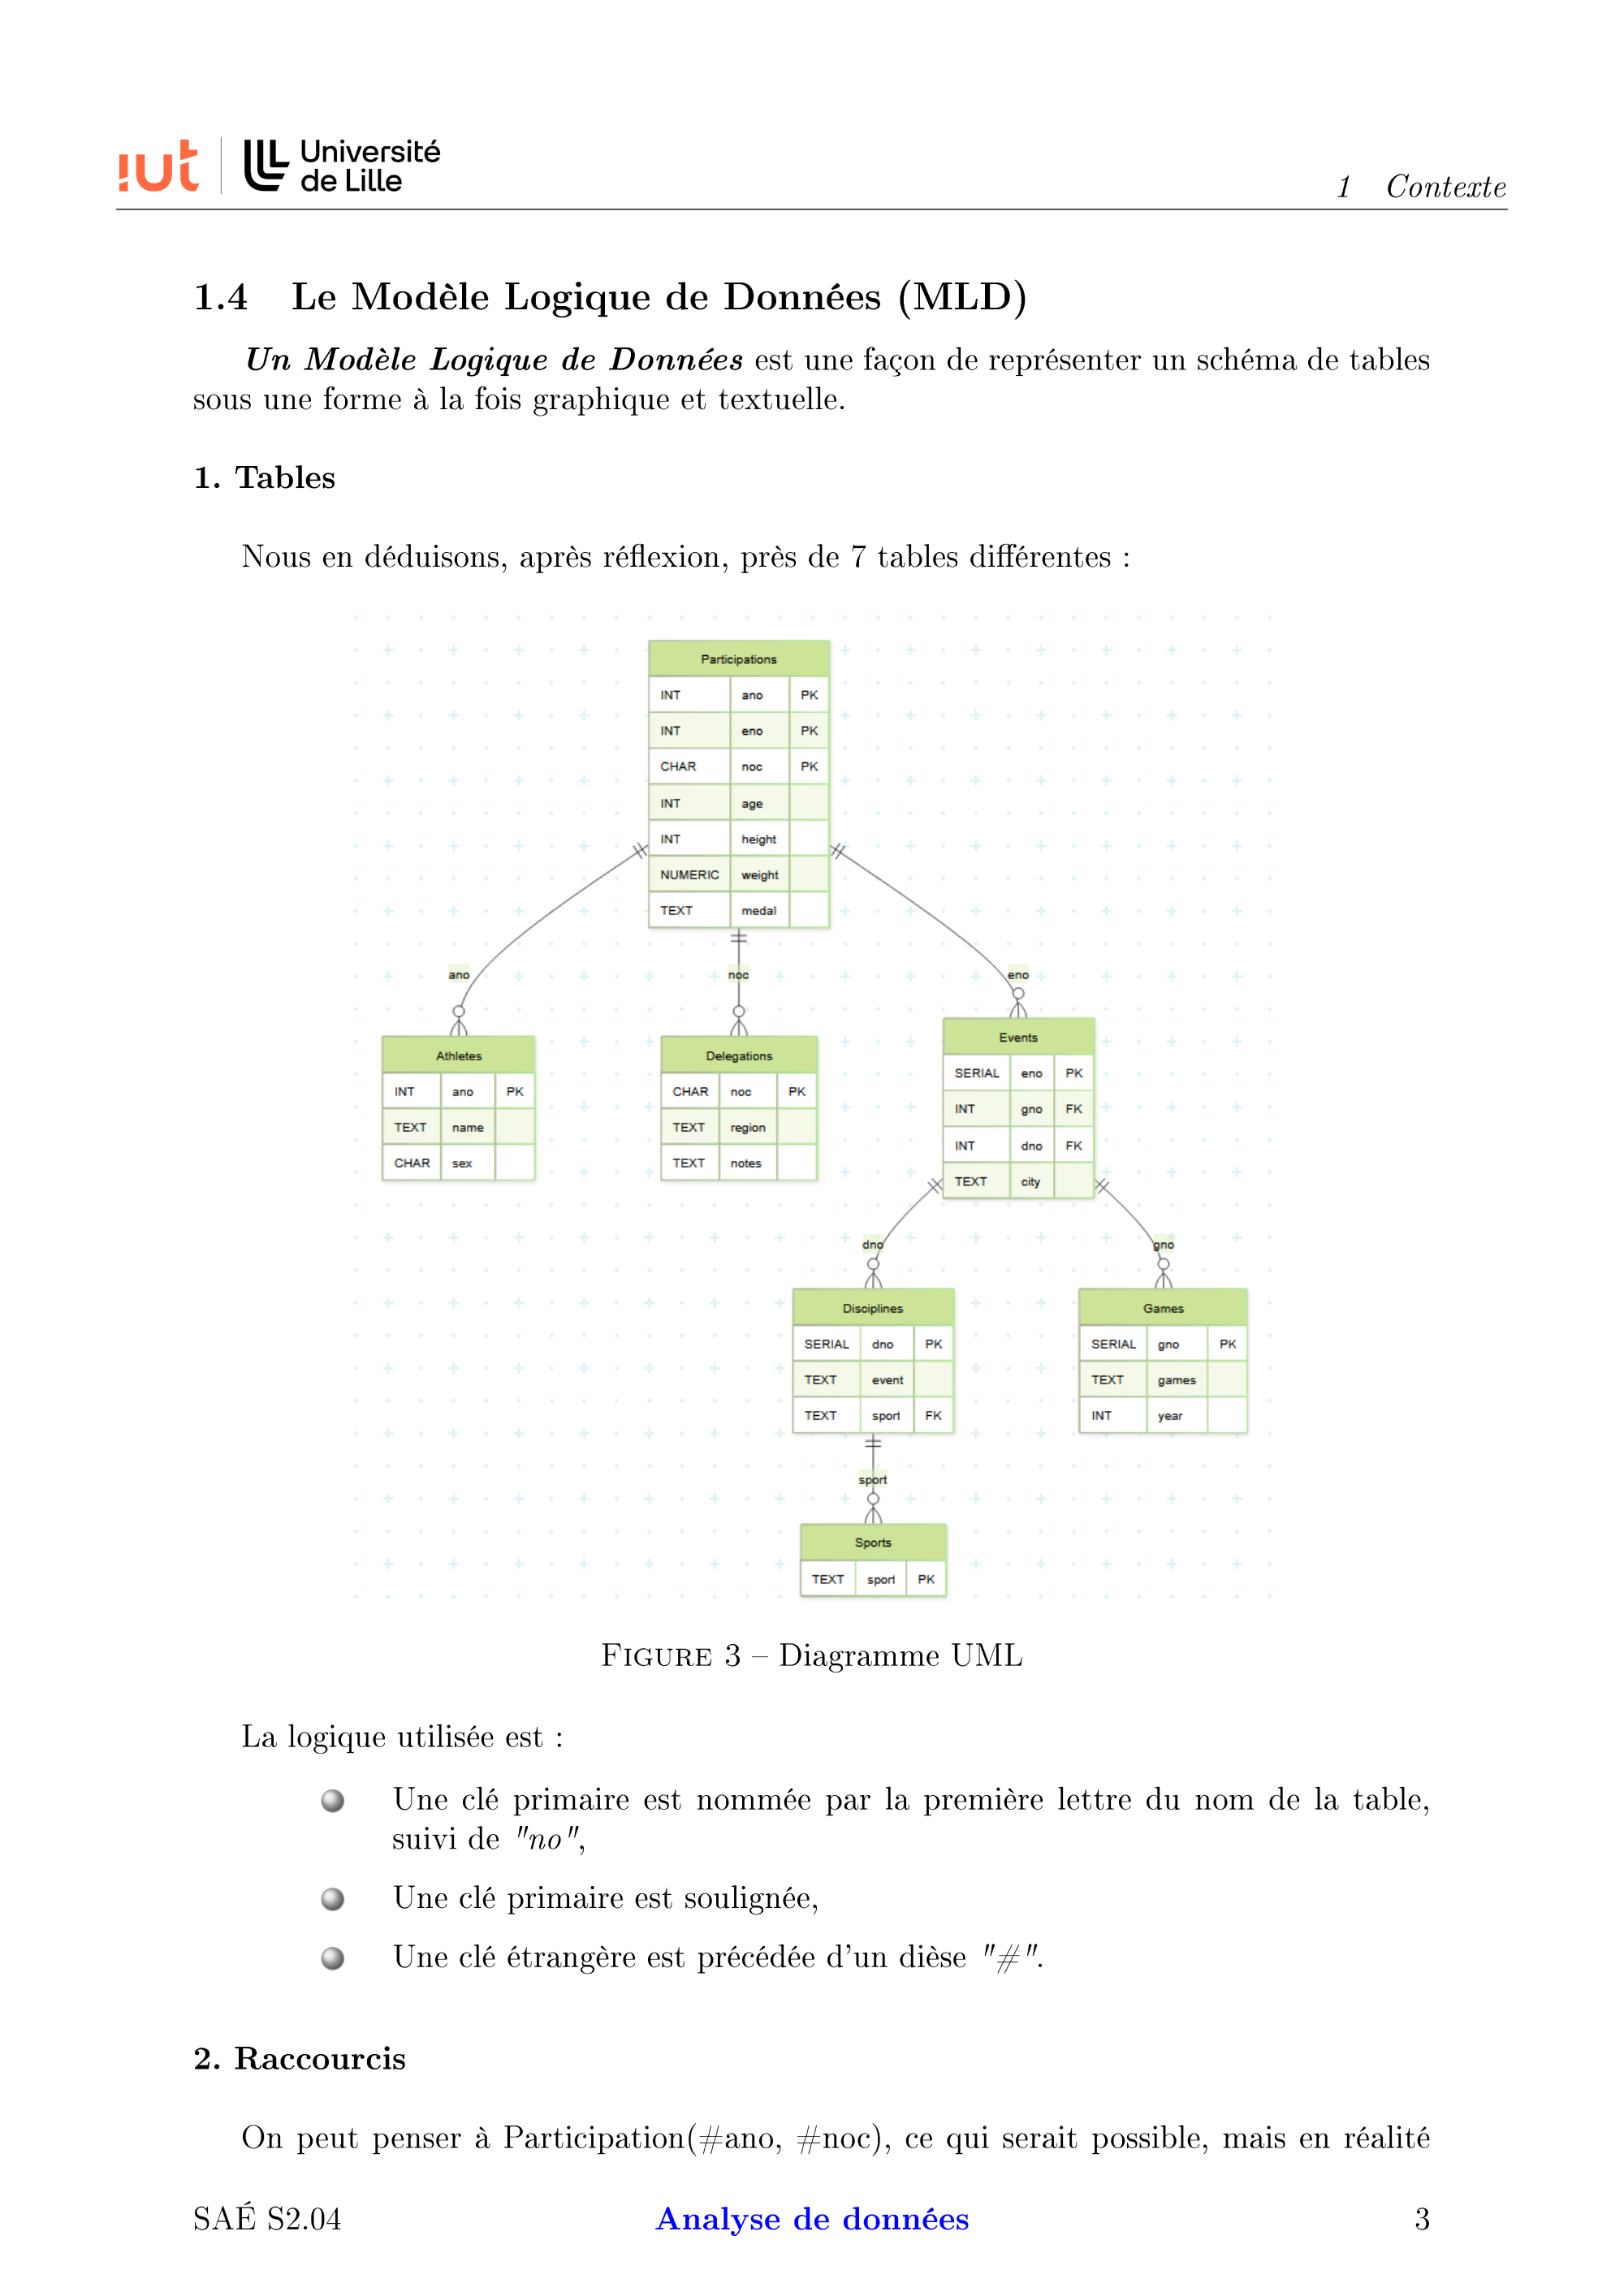 iut Université
de Lille
1 Contexte
1.4 Le Modèle Logique de Données (MLD)
Un Modèle Logique de Données est une façon de représenter un schéma de tables
sous une forme à la fois graphique et textuelle.
1. Tables
Nous en déduisons, après réflexion, près de 7 tables différentes :
Participations
INT ano PK
INT eno PK
CHAR noc PK
INT age
INT height
NUMERIC weight
TEXT medal
ano
noc
eno
Athletes
INT ano PK
TEXT name
CHAR sex
Delegations
CHAR noc PK
TEXT region
TEXT notes
Events
SERIAL eno PK
INT gno FK
INT dno FK
TEXT city
dno
gno
Disciplines
SERIAL dno PK
TEXT event
TEXT sport FK
Games
SERIAL gno PK
TEXT games
INT year
sport
Sports
TEXT sport PK
FIGURE 3 – Diagramme UML
La logique utilisée est :
Une clé primaire est nommée par la première lettre du nom de la table,
suivi de "no",
Une clé primaire est soulignée,
Une clé étrangère est précédée d'un dièse "#".
2. Raccourcis
On peut penser à Participation(#ano, #noc), ce qui serait possible, mais en réalité
SAÉ S2.04 Analyse de données 3